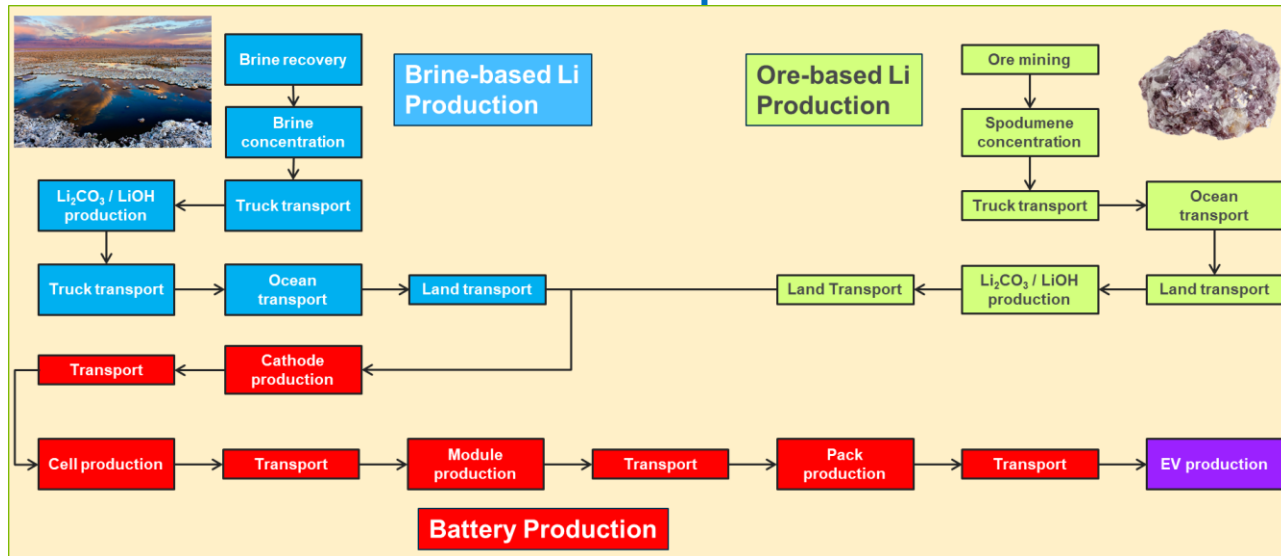 Brine recovery
Brine-based Li
Production
Ore-based Li
Production
Ore mining
Brine
concentration
Spodumene
concentration
Li₂CO₃ / LiOH
production
Truck transport
Truck transport
Ocean
transport
Truck transport
Ocean
transport
Land transport
Land Transport
Li₂CO₃ / LiOH
production
Land transport
Transport
Cathode
production
Cell production
Transport
Module
production
Transport
Pack
production
Transport
EV production
Battery Production